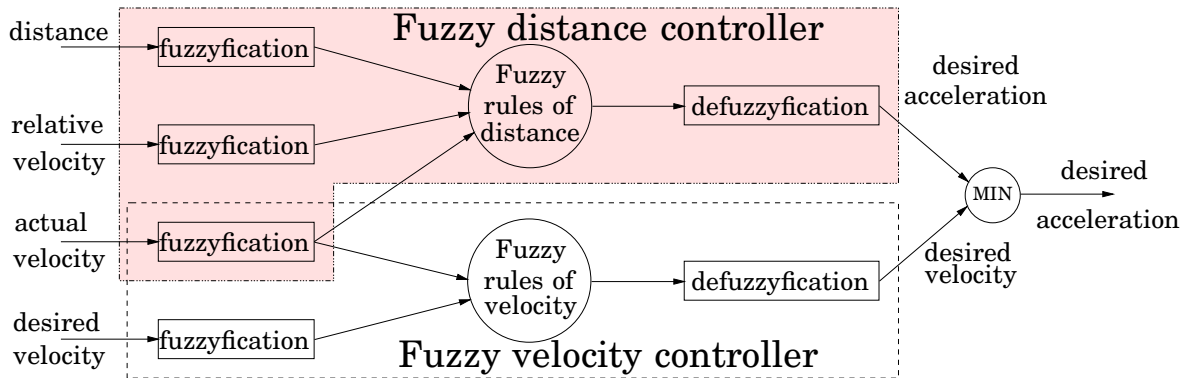 Fuzzy distance controller
distance
fuzzyfication
relative
velocity
fuzzyfication
Fuzzy
rules of
distance
defuzzyfication
desired
acceleration
actual
velocity
fuzzyfication
MIN
desired
acceleration
desired
velocity
fuzzyfication
Fuzzy
rules of
velocity
defuzzyfication
desired
velocity
Fuzzy velocity controller